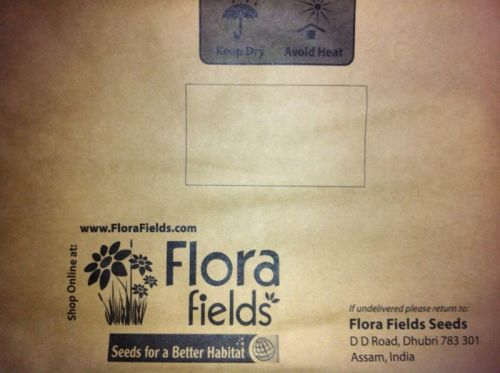 Keep Dry
Avoid Heat
www.FloraFields.com
Shop Online at:
Flora
fields
Seeds for a Better Habitat
If undelivered please return to:
Flora Fields Seeds
D D Road, Dhubri 783 301
Assam, India